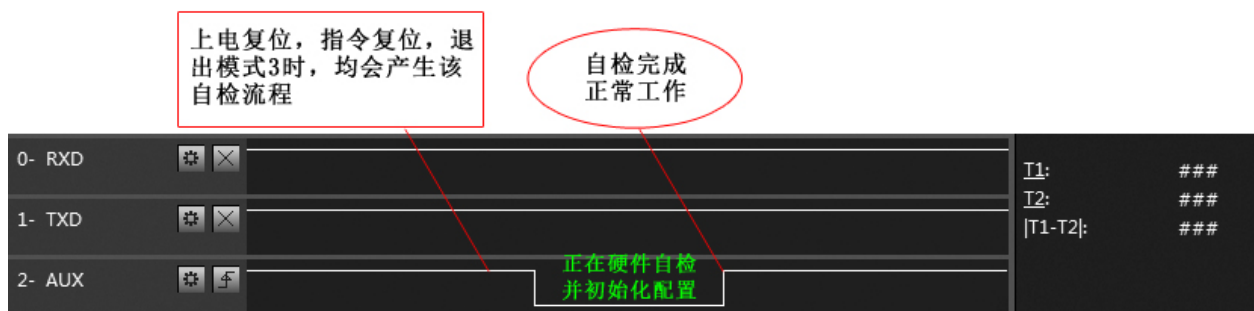 上电复位，指令复位，退
出模式3时，均会产生该
自检流程
自检完成
正常工作
0- RXD
T1: ###
T2: ###
1- TXD
|T1-T2|: ###
2- AUX
正在硬件自检
并初始化配置